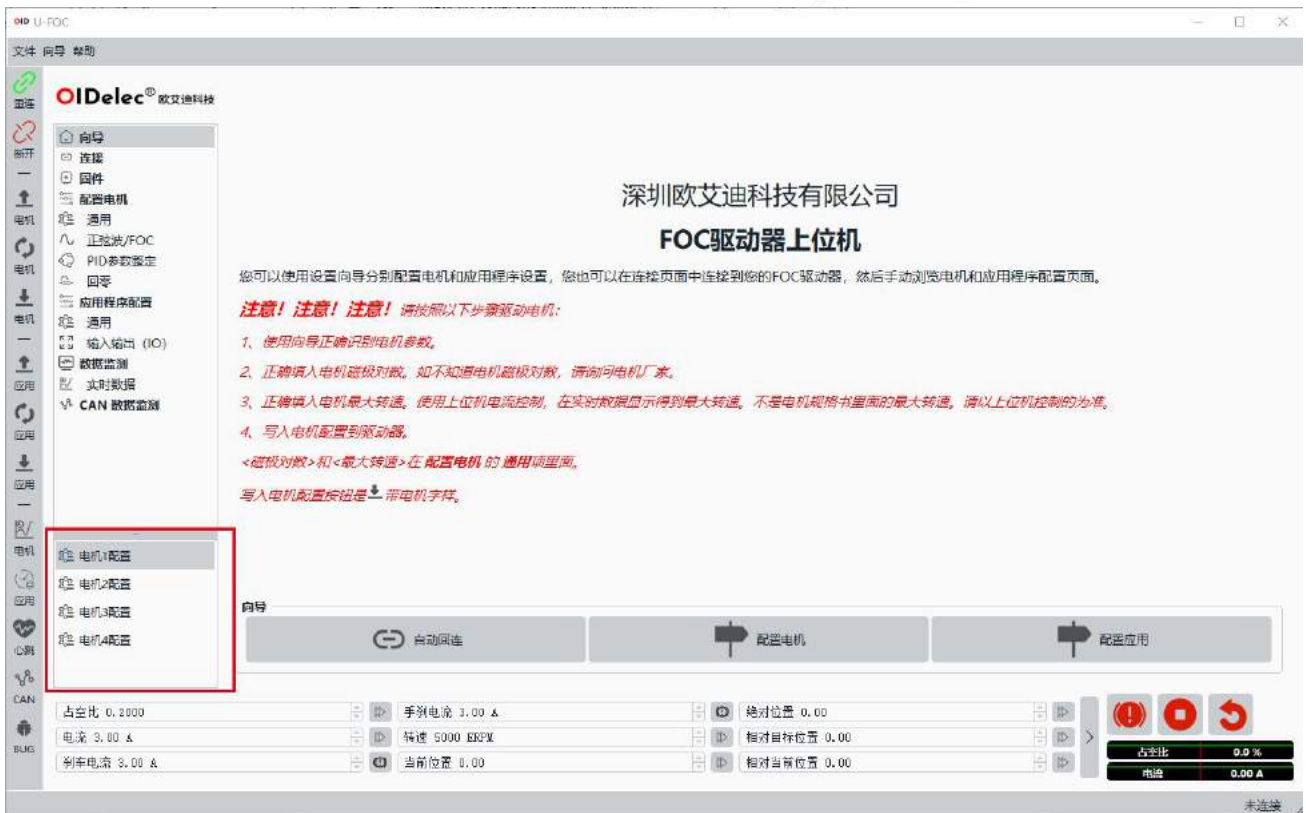 OID U-FOC
文件 向导 帮助
重连
断开
电机
电机
电机
应用
应用
应用
电机
应用
心跳
CAN
BUG
OIDelec® 欧艾迪科技
向导
连接
固件
配置电机
通用
正弦波/FOC
PID参数整定
回零
应用程序配置
通用
输入输出 (IO)
数据监测
实时数据
CAN 数据监测
电机1配置
电机2配置
电机3配置
电机4配置
深圳欧艾迪科技有限公司
FOC驱动器上位机
您可以使用设置向导分别配置电机和应用程序设置，您也可以在连接页面中连接到您的FOC驱动器，然后手动浏览电机和应用程序配置页面。
注意！注意！注意！请按照以下步骤驱动电机：
1、使用向导正确识别电机参数。
2、正确填入电机磁极对数。如不知道电机磁极对数，请询问电机厂家。
3、正确填入电机最大转速。使用上位机电流控制，在实时数据显示得到最大转速。不是电机规格书里面的最大转速。请以上位机控制的为准。
4、写入电机配置到驱动器。
<磁极对数>和<最大转速>在 配置电机 的 通用项里面。
写入电机配置按钮是 带电机字样。
向导
自动回连 配置电机 配置应用
占空比 0.2000 手刹电流 3.00 A 绝对位置 0.00
电流 3.00 A 转速 5000 ERPM 相对目标位置 0.00
刹车电流 3.00 A 当前位置 0.00 相对当前位置 0.00
占空比 0.0 %
电流 0.00 A
未连接